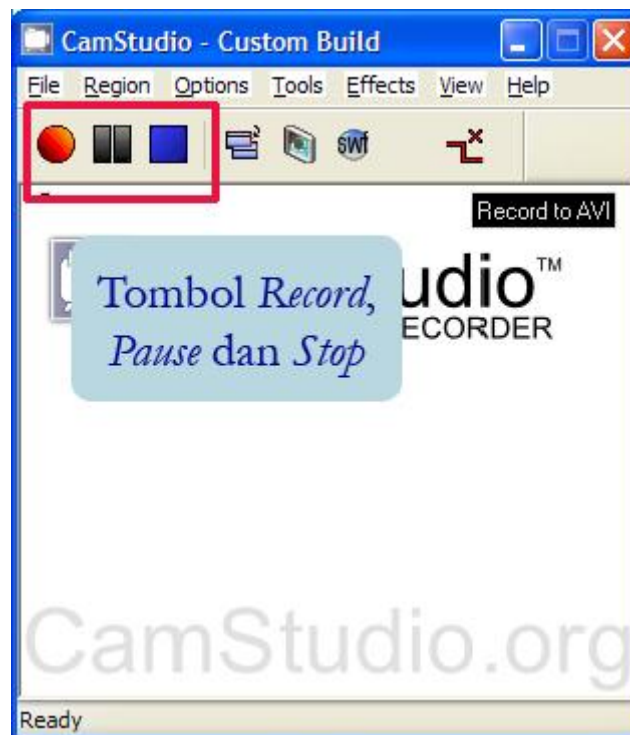 CamStudio - Custom Build
File Region Options Tools Effects View Help
swf
Record to AVI
Tombol Record,
Pause dan Stop
udio™
ECORDER
CamStudio.org
Ready